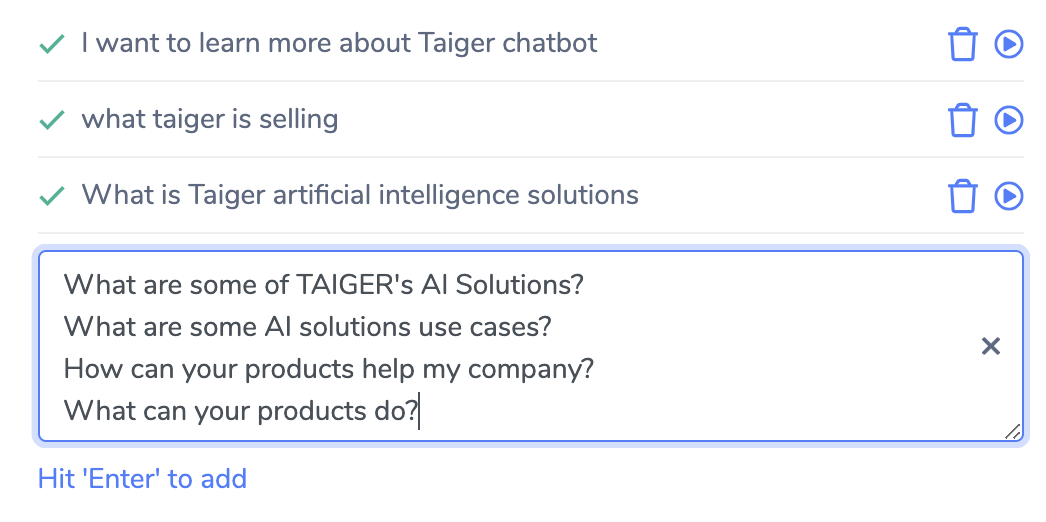 I want to learn more about Taiger chatbot
what taiger is selling
What is Taiger artificial intelligence solutions
What are some of TAIGER's AI Solutions?
What are some AI solutions use cases?
How can your products help my company?
What can your products do?
Hit 'Enter' to add